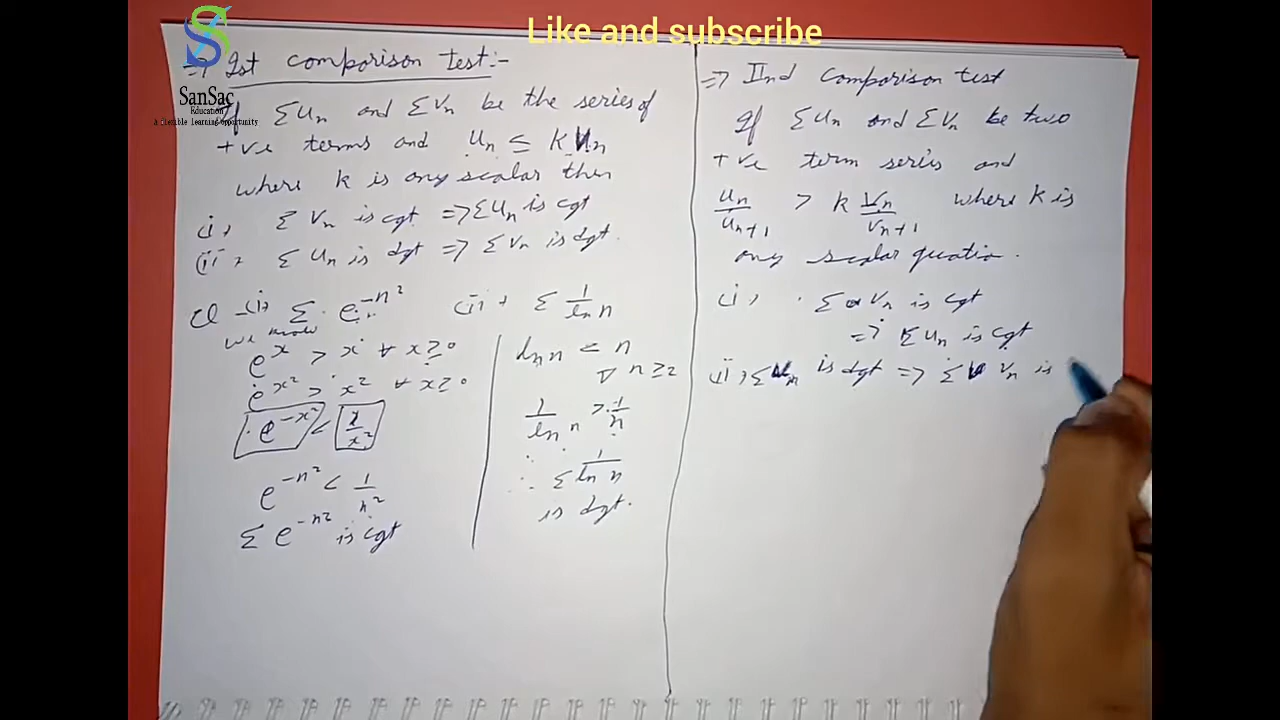 Like and subscribe
SanSac
Education
=> Ist comparison test:-
If Σun and Σvn be the series of
+ve terms and un ≤ k vn
where k is any scalar then
(i), Σ vn is cgt => Σun is cgt
(ii), Σ un is dgt => Σ vn is dgt.
Q (i) Σ e^-n² (ii), Σ 1/ln n
we know
e^x > x ∀ x ≥ 0
e^x² > x² ∀ x ≥ 0
e^-x² < 1/x²
e^-n² < 1/n²
Σ e^-n² is cgt
ln n < n
∀ n ≥ 2
1/ln n > 1/n
∴ Σ 1/ln n
is dgt.
=> IInd Comparison test
If Σun and Σvn be two
+ve term series and
un/un+1 > k vn/vn+1 where k is
any scalar quatio.
(i), Σ vn is cgt
=> Σ un is cgt
(ii), Σ un is dgt => Σ vn is